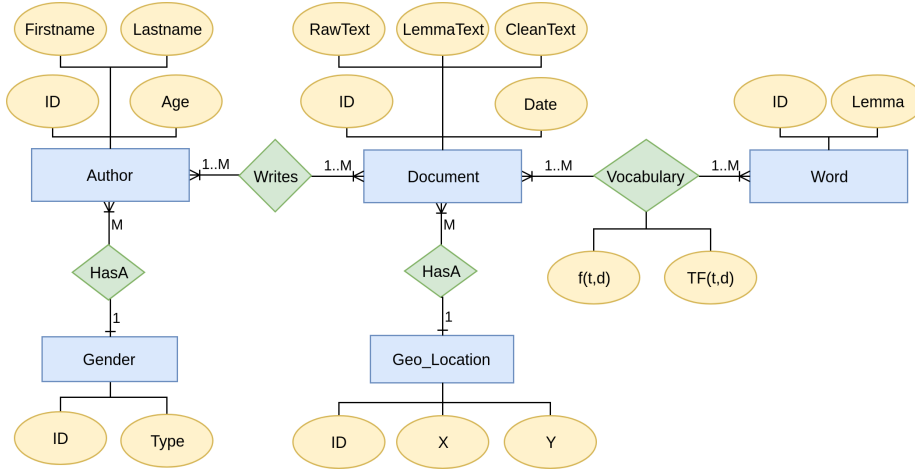 Firstname
Lastname
RawText
LemmaText
CleanText
ID
Age
ID
Date
ID
Lemma
Author
1..M
Writes
1..M
Document
1..M
Vocabulary
1..M
Word
M
M
HasA
HasA
f(t,d)
TF(t,d)
1
1
Gender
Geo_Location
ID
Type
ID
X
Y